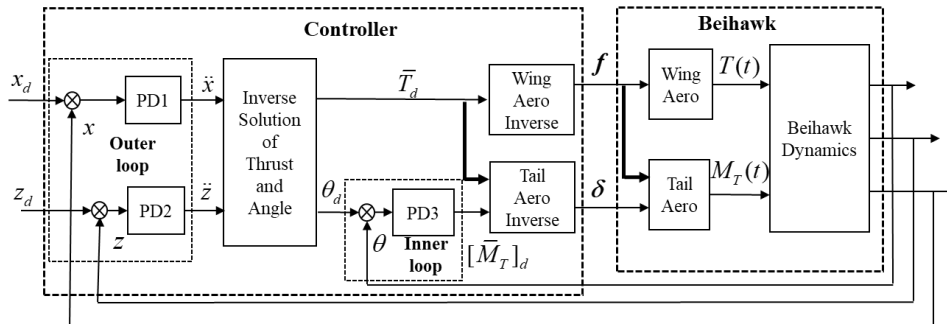 Controller
Beihawk
x_d
x
PD1
ẍ
Outer
loop
z_d
z
PD2
z̈
Inverse
Solution
of
Thrust
and
Angle
T̄_d
θ_d
θ
PD3
Inner
loop
[M̄_T]_d
Wing
Aero
Inverse
Tail
Aero
Inverse
f
δ
Wing
Aero
Tail
Aero
T(t)
M_T(t)
Beihawk
Dynamics